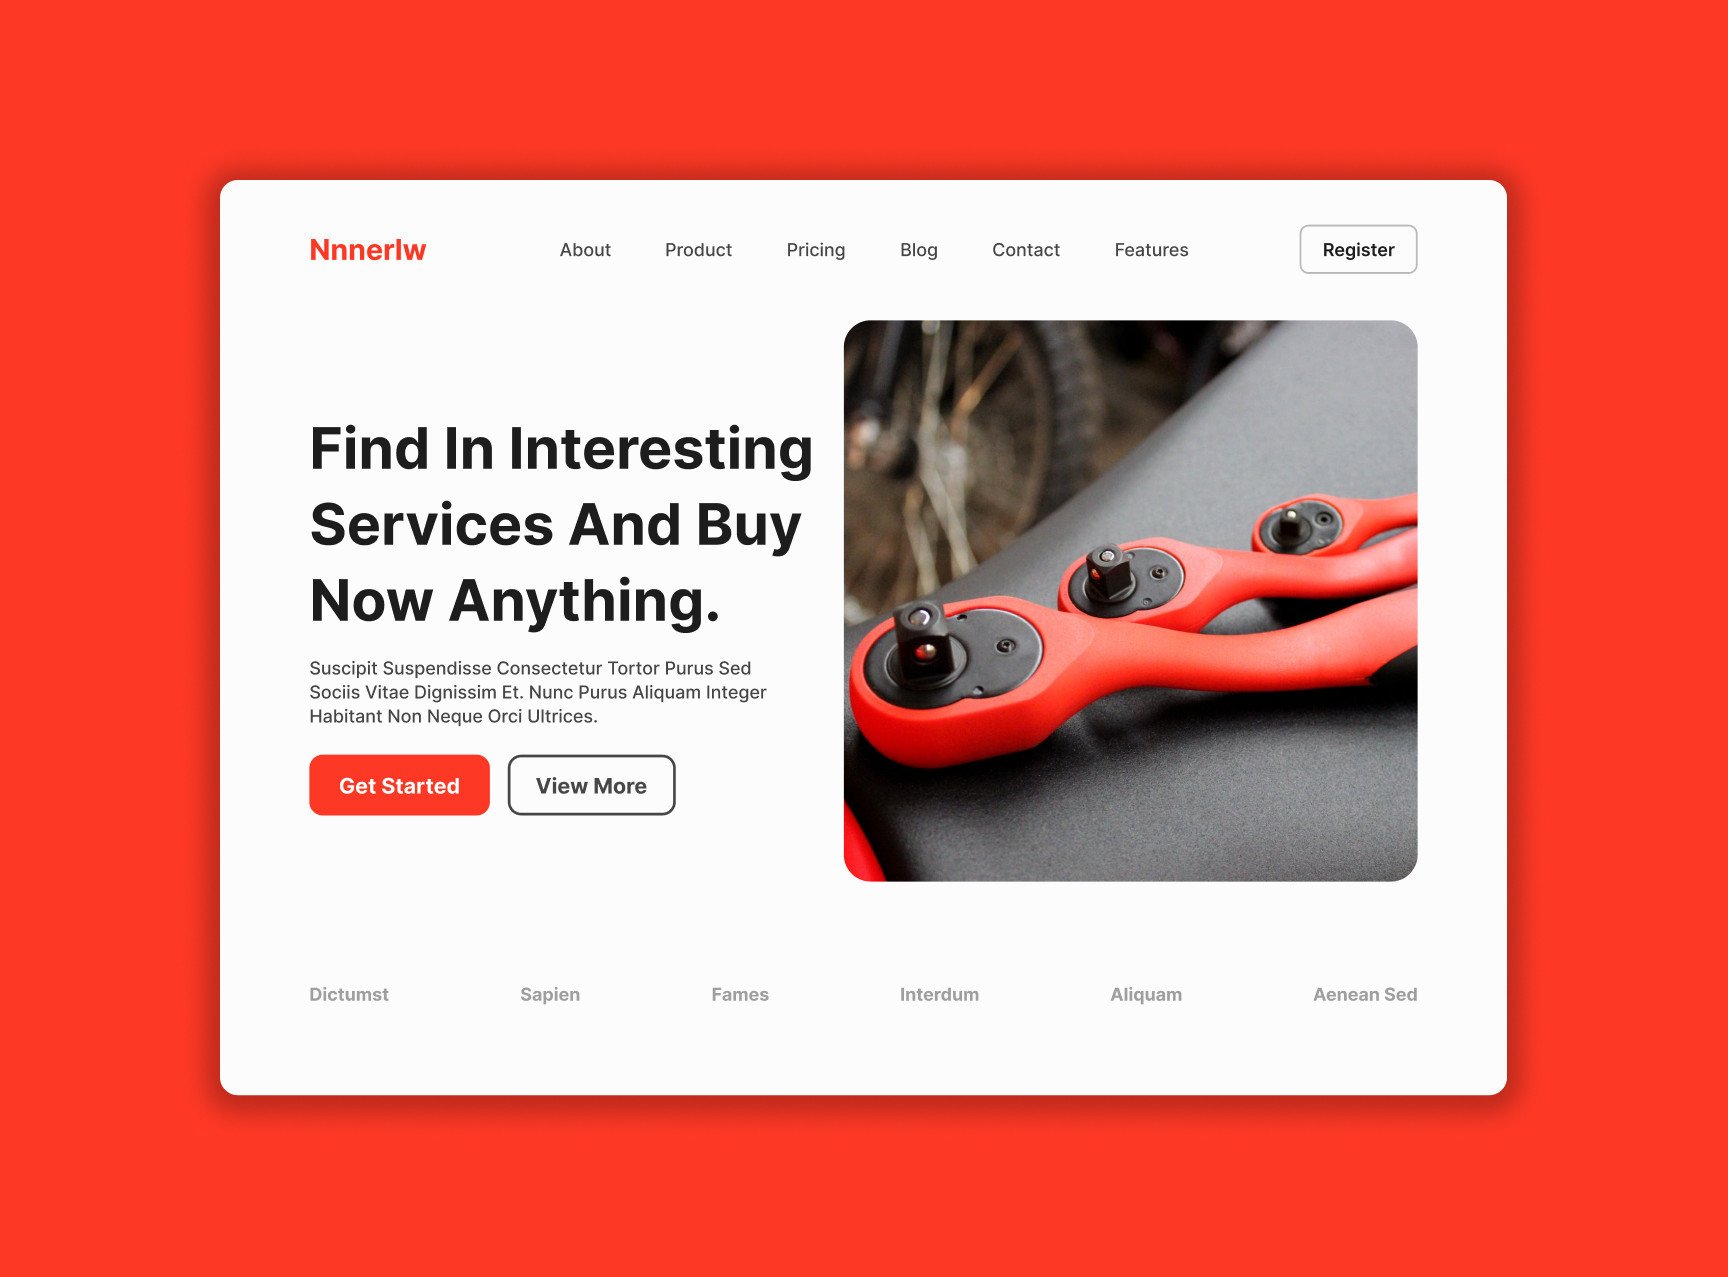 Nnnerlw
About
Product
Pricing
Blog
Contact
Features
Register
Find In Interesting
Services And Buy
Now Anything.
Suscipit Suspendisse Consectetur Tortor Purus Sed
Sociis Vitae Dignissim Et. Nunc Purus Aliquam Integer
Habitant Non Neque Orci Ultrices.
Get Started
View More
Dictumst
Sapien
Fames
Interdum
Aliquam
Aenean Sed